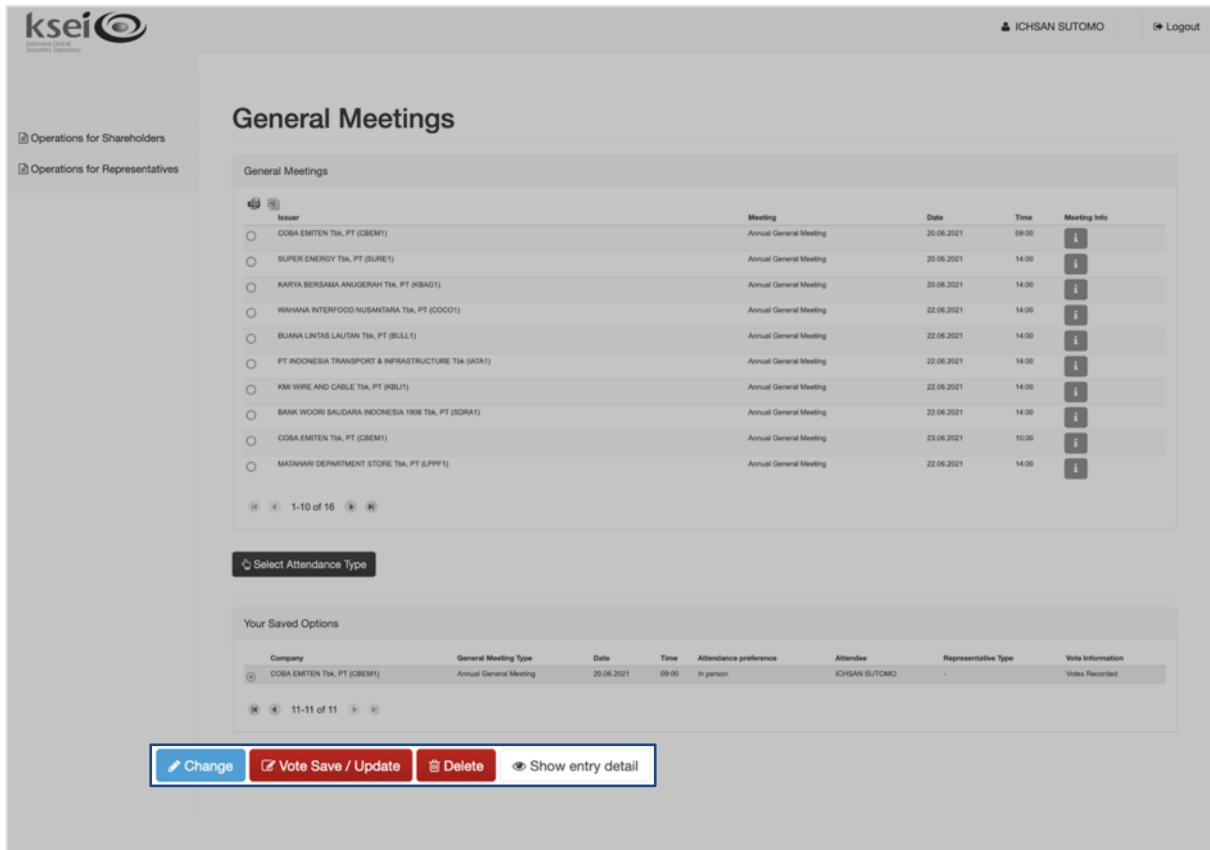 ksei
Indonesia Central
Securities Depository
ICHSAN SUTOMO
Logout
Operations for Shareholders
Operations for Representatives
General Meetings
General Meetings
Issuer Meeting Date Time Meeting Info
COBA EMITEN Tbk, PT (CBEM1) Annual General Meeting 20.06.2021 09:00 i
SUPER ENERGY Tbk, PT (SURE1) Annual General Meeting 20.06.2021 14:00 i
KARYA BERSAMA ANUGERAH Tbk, PT (KBAG1) Annual General Meeting 20.06.2021 14:00 i
WAHANA INTERFOOD NUSANTARA Tbk, PT (COCO1) Annual General Meeting 22.06.2021 14:00 i
BUANA LINTAS LAUTAN Tbk, PT (BULL1) Annual General Meeting 22.06.2021 14:00 i
PT INDONESIA TRANSPORT & INFRASTRUCTURE Tbk (IATA1) Annual General Meeting 22.06.2021 14:00 i
KMI WIRE AND CABLE Tbk, PT (KBLI1) Annual General Meeting 22.06.2021 14:00 i
BANK WOORI SAUDARA INDONESIA 1906 Tbk, PT (SDRA1) Annual General Meeting 22.06.2021 14:00 i
COBA EMITEN Tbk, PT (CBEM1) Annual General Meeting 23.06.2021 10:00 i
MATAHARI DEPARTMENT STORE Tbk, PT (LPPF1) Annual General Meeting 22.06.2021 14:00 i
1-10 of 16
Select Attendance Type
Your Saved Options
Company General Meeting Type Date Time Attendance preference Attendee Representative Type Vote Information
COBA EMITEN Tbk, PT (CBEM1) Annual General Meeting 20.06.2021 09:00 In person ICHSAN SUTOMO - Votes Recorded
11-11 of 11
Change Vote Save / Update Delete Show entry detail